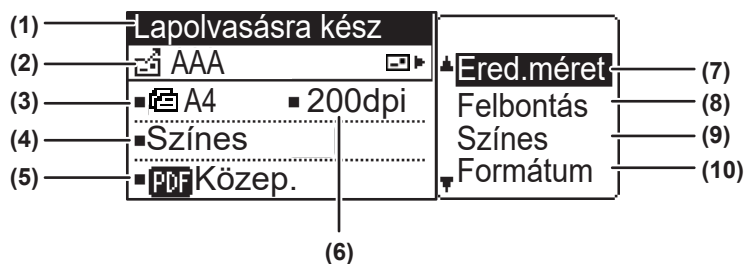 (1) Lapolvasásra kész
(2) AAA
(3) A4 200dpi
(4) Színes
(5) PDF Közep.
(6)
Ered.méret (7)
Felbontás (8)
Színes (9)
Formátum (10)